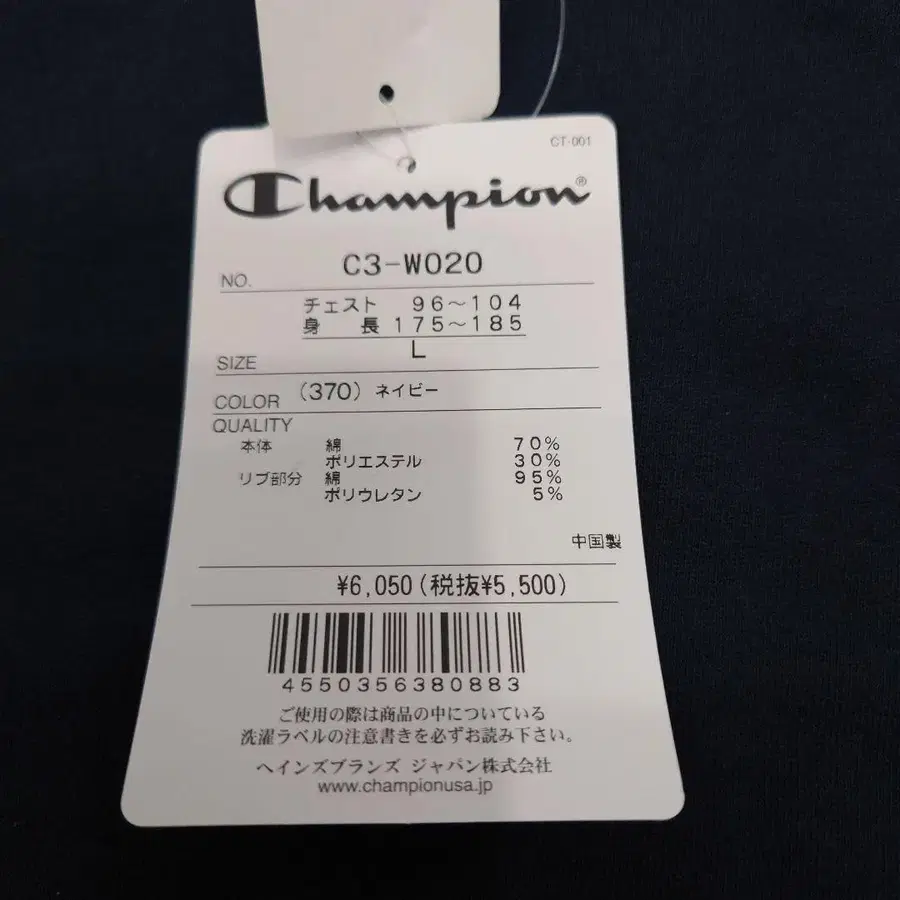 CT-001
Champion®
NO. C3-W020
チェスト 96～104
身長 175～185
SIZE L
COLOR (370) ネイビー
QUALITY
本体 綿 70%
ポリエステル 30%
リブ部分 綿 95%
ポリウレタン 5%
中国製
¥6,050(税抜¥5,500)
4550356380883
ご使用の際は商品の中についている
洗濯ラベルの注意書きを必ずお読み下さい。
ヘインズブランズ ジャパン株式会社
www.championusa.jp